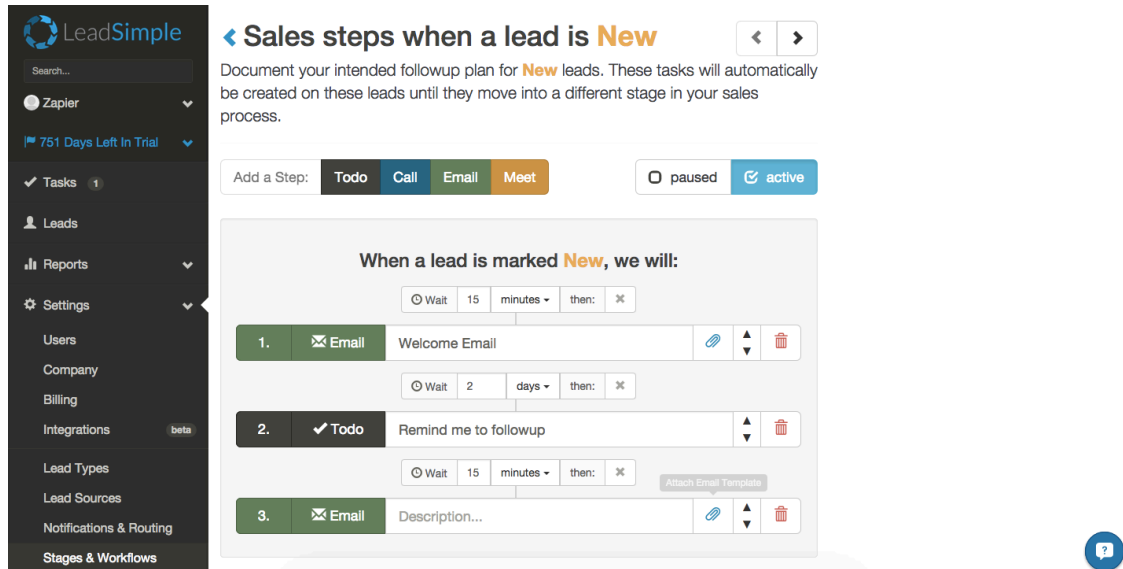 LeadSimple
Search...
Zapier
751 Days Left In Trial
Tasks 1
Leads
Reports
Settings
Users
Company
Billing
Integrations beta
Lead Types
Lead Sources
Notifications & Routing
Stages & Workflows
Sales steps when a lead is New
Document your intended followup plan for New leads. These tasks will automatically
be created on these leads until they move into a different stage in your sales
process.
Add a Step: Todo Call Email Meet
paused active
When a lead is marked New, we will:
Wait 15 minutes then:
1. Email Welcome Email
Wait 2 days then:
2. Todo Remind me to followup
Wait 15 minutes then:
Attach Email Template
3. Email Description...